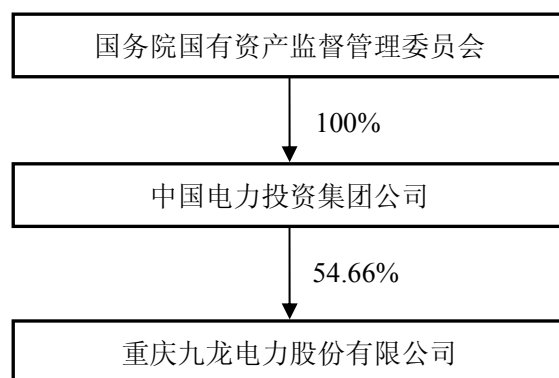 国务院国有资产监督管理委员会
100%
中国电力投资集团公司
54.66%
重庆九龙电力股份有限公司